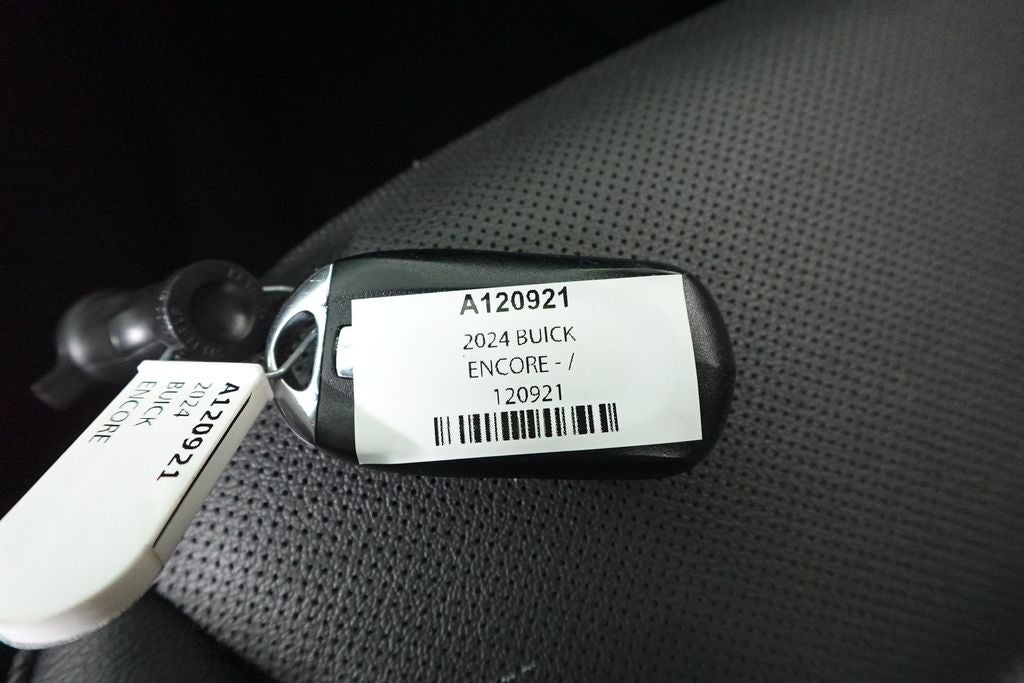 A120921
2024 BUICK
ENCORE - /
120921
A120921
2024
BUICK
ENCORE